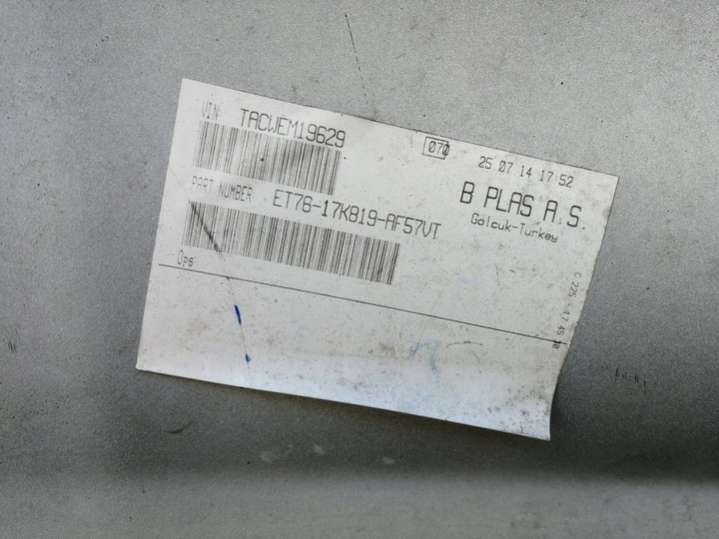 VIN TACWEM19629
070
25 07 14 17 52
PART NUMBER ET76-17K819-AF57VT
B PLAS A.S.
Golcuk-Turkey
Ops